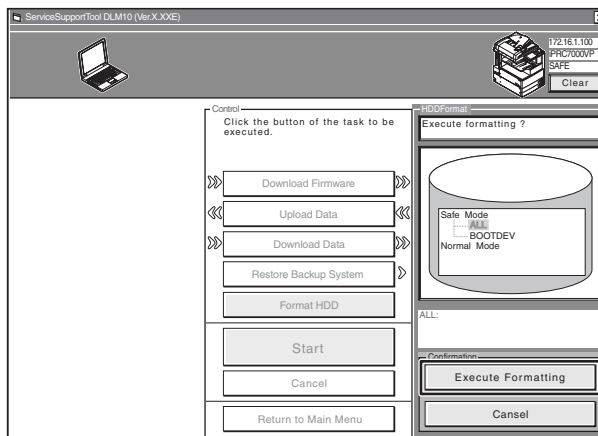 ServiceSupportTool DLM10 (Ver.X.XXE)
172.16.1.100
iPRC7000VP
SAFE
Clear
Control
Click the button of the task to be
executed.
Download Firmware
Upload Data
Download Data
Restore Backup System
Format HDD
Start
Cancel
Return to Main Menu
HDDFormat
Execute formatting ?
Safe Mode
ALL
BOOTDEV
Normal Mode
ALL:
Confirmation
Execute Formatting
Cansel